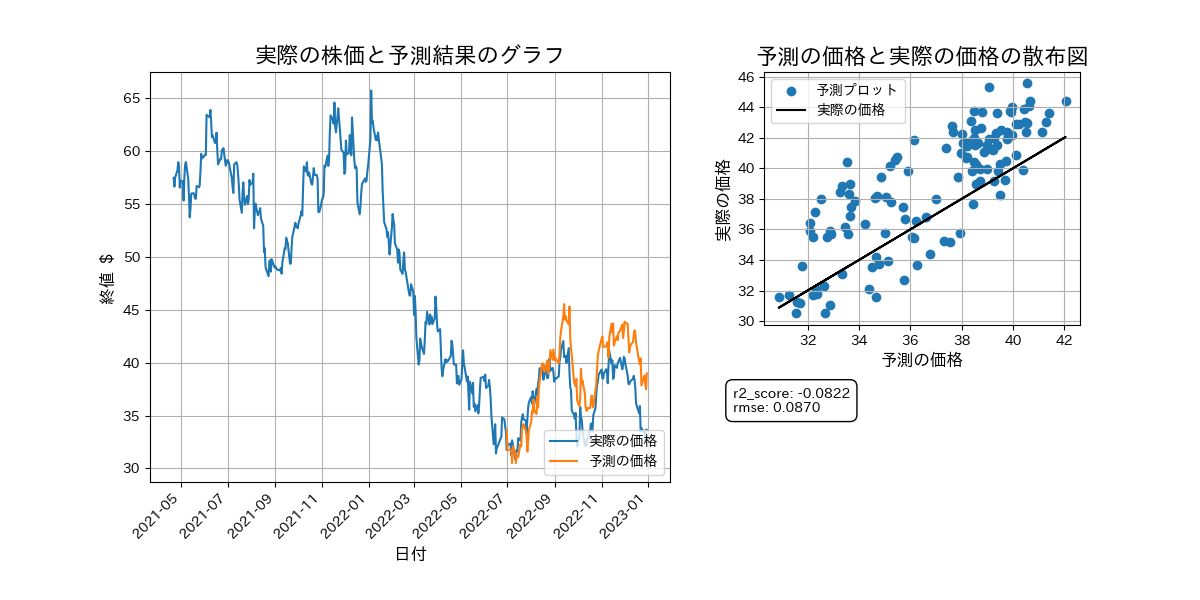 実際の株価と予測結果のグラフ
65
60
55
50
45
40
35
30
終値 $
2021-05
2021-07
2021-09
2021-11
2022-01
2022-03
2022-05
2022-07
2022-09
2022-11
2023-01
日付
実際の価格
予測の価格
予測の価格と実際の価格の散布図
46
44
42
40
38
36
34
32
30
実際の価格
32
34
36
38
40
42
予測の価格
予測プロット
実際の価格
r2_score: -0.0822
rmse: 0.0870